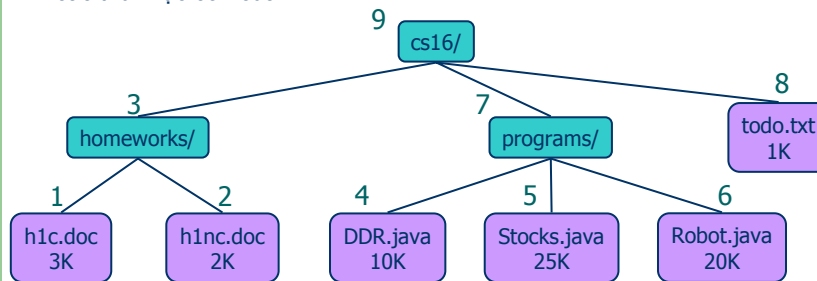 9
cs16/
3
7
8
homeworks/
programs/
todo.txt
1K
1
2
4
5
6
h1c.doc
3K
h1nc.doc
2K
DDR.java
10K
Stocks.java
25K
Robot.java
20K